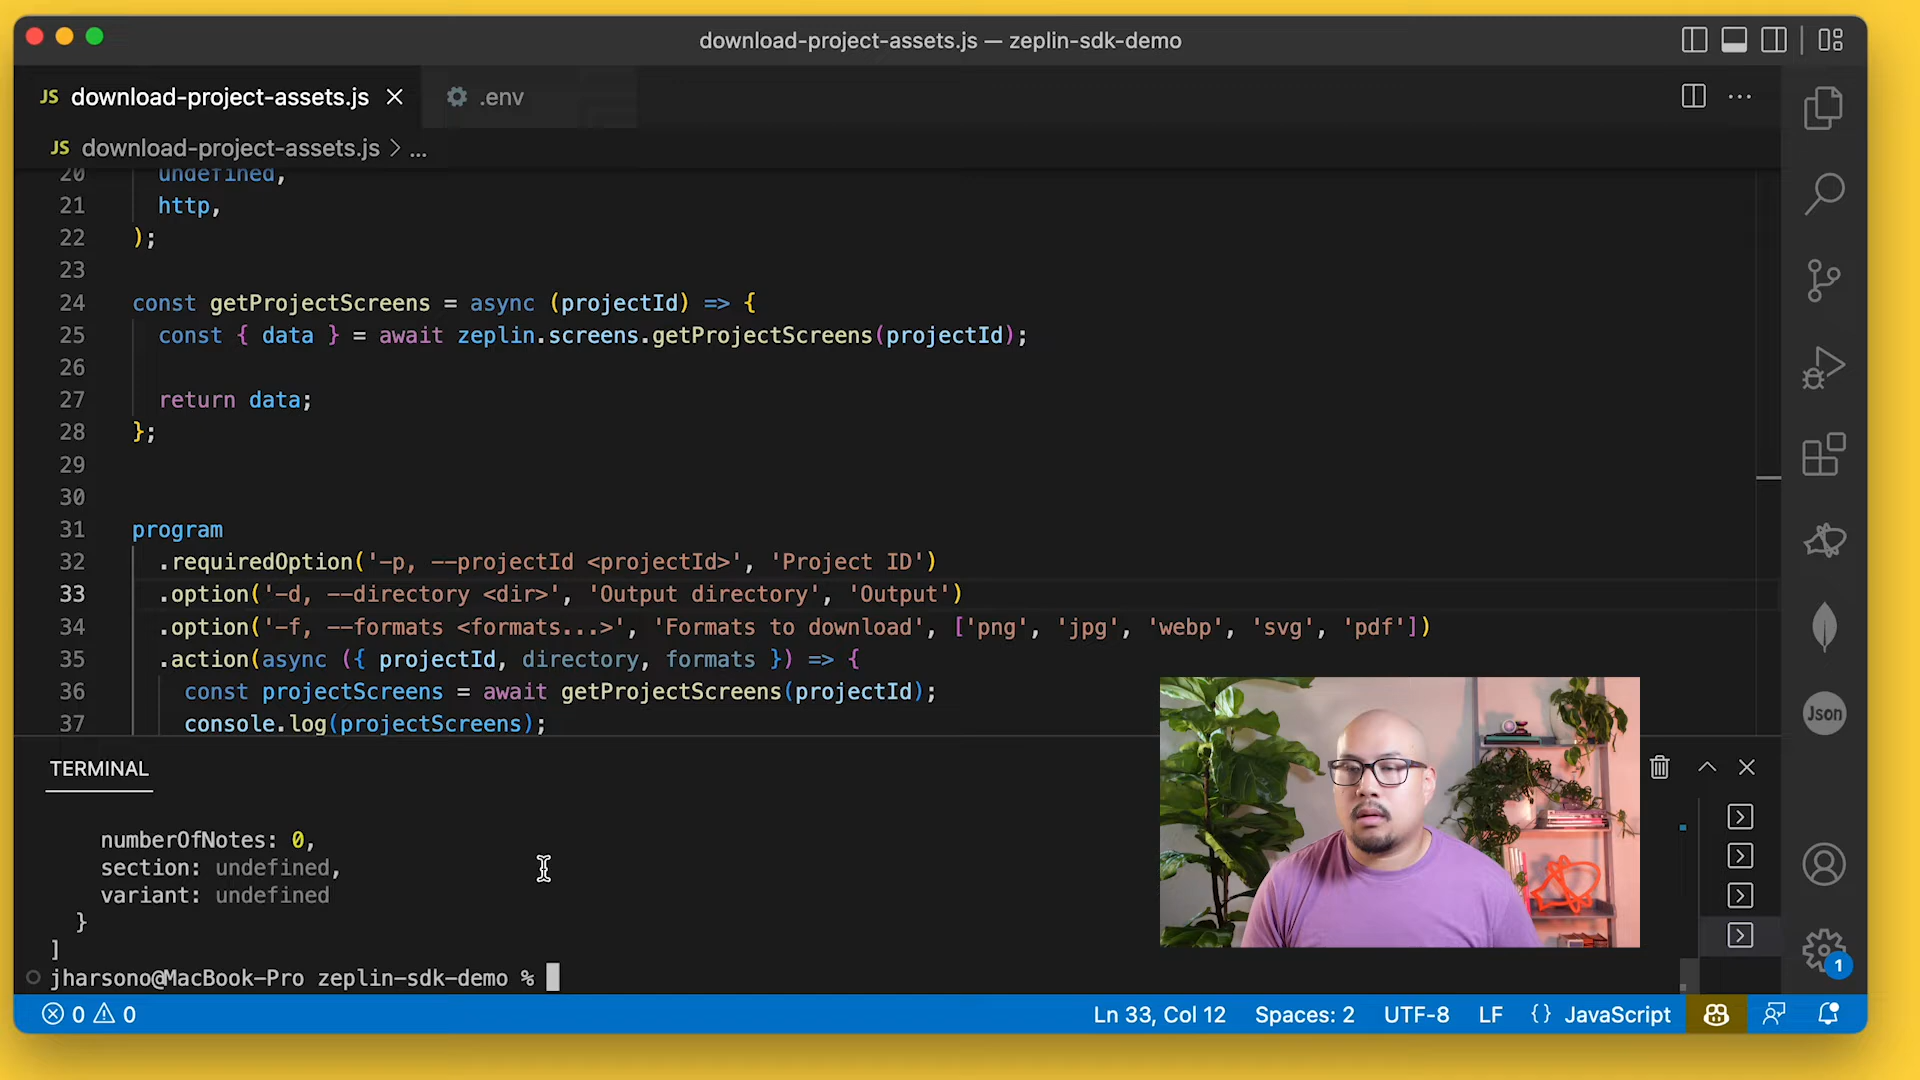 download-project-assets.js — zeplin-sdk-demo
JS download-project-assets.js
.env
JS download-project-assets.js > ...
20 undefined,
21 http,
22 );
23
24 const getProjectScreens = async (projectId) => {
25 const { data } = await zeplin.screens.getProjectScreens(projectId);
26
27 return data;
28 };
29
30
31 program
32 .requiredOption('-p, --projectId <projectId>', 'Project ID')
33 .option('-d, --directory <dir>', 'Output directory', 'Output')
34 .option('-f, --formats <formats...>', 'Formats to download', ['png', 'jpg', 'webp', 'svg', 'pdf'])
35 .action(async ({ projectId, directory, formats }) => {
36 const projectScreens = await getProjectScreens(projectId);
37 console.log(projectScreens);
TERMINAL
numberOfNotes: 0,
section: undefined,
variant: undefined
}
]
jharsono@MacBook-Pro zeplin-sdk-demo %
Json
1
0 0
Ln 33, Col 12
Spaces: 2
UTF-8
LF
{} JavaScript